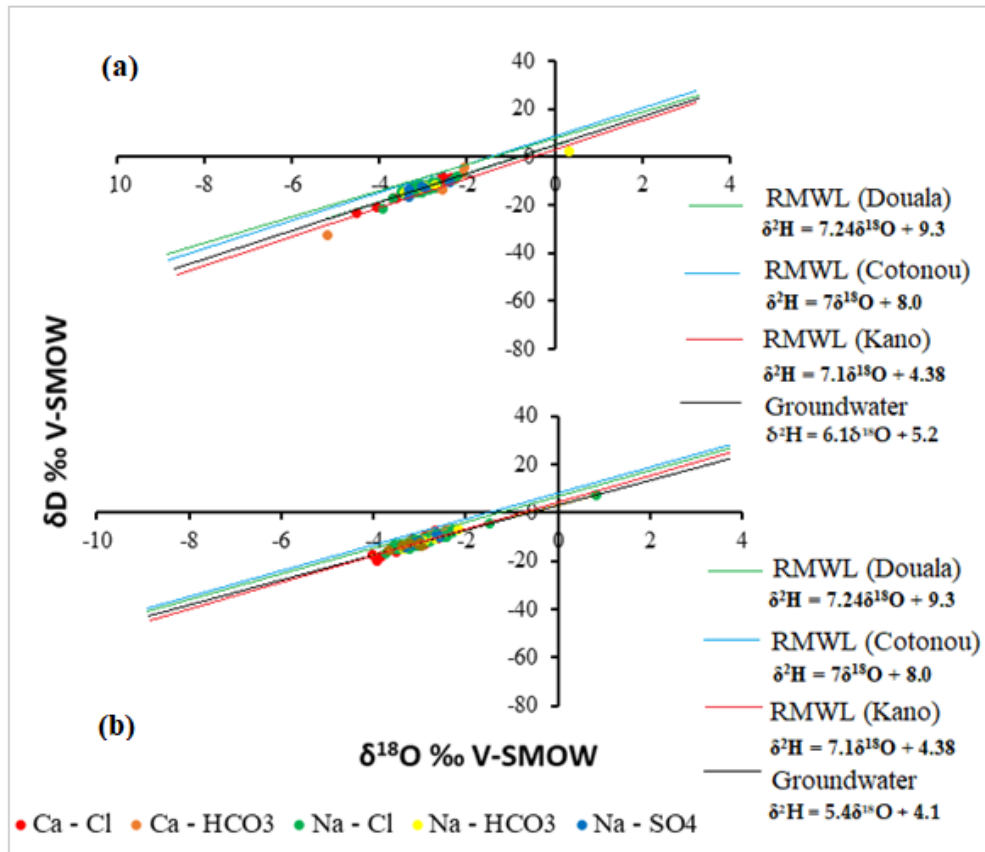 (a)
40
20
10 8 6 4 2 0 2 4
-20
-40
-60
-80
RMWL (Douala)
δ²H = 7.24δ¹⁸O + 9.3
RMWL (Cotonou)
δ²H = 7δ¹⁸O + 8.0
RMWL (Kano)
δ²H = 7.1δ¹⁸O + 4.38
Groundwater
δ²H = 6.1δ¹⁸O + 5.2
δD ‰ V-SMOW
40
20
-10 -8 -6 -4 -2 0 2 4
-20
-40
-60
-80
RMWL (Douala)
δ²H = 7.24δ¹⁸O + 9.3
RMWL (Cotonou)
δ²H = 7δ¹⁸O + 8.0
RMWL (Kano)
δ²H = 7.1δ¹⁸O + 4.38
Groundwater
δ²H = 5.4δ¹⁸O + 4.1
(b)
δ¹⁸O ‰ V-SMOW
Ca - Cl Ca - HCO3 Na - Cl Na - HCO3 Na - SO4